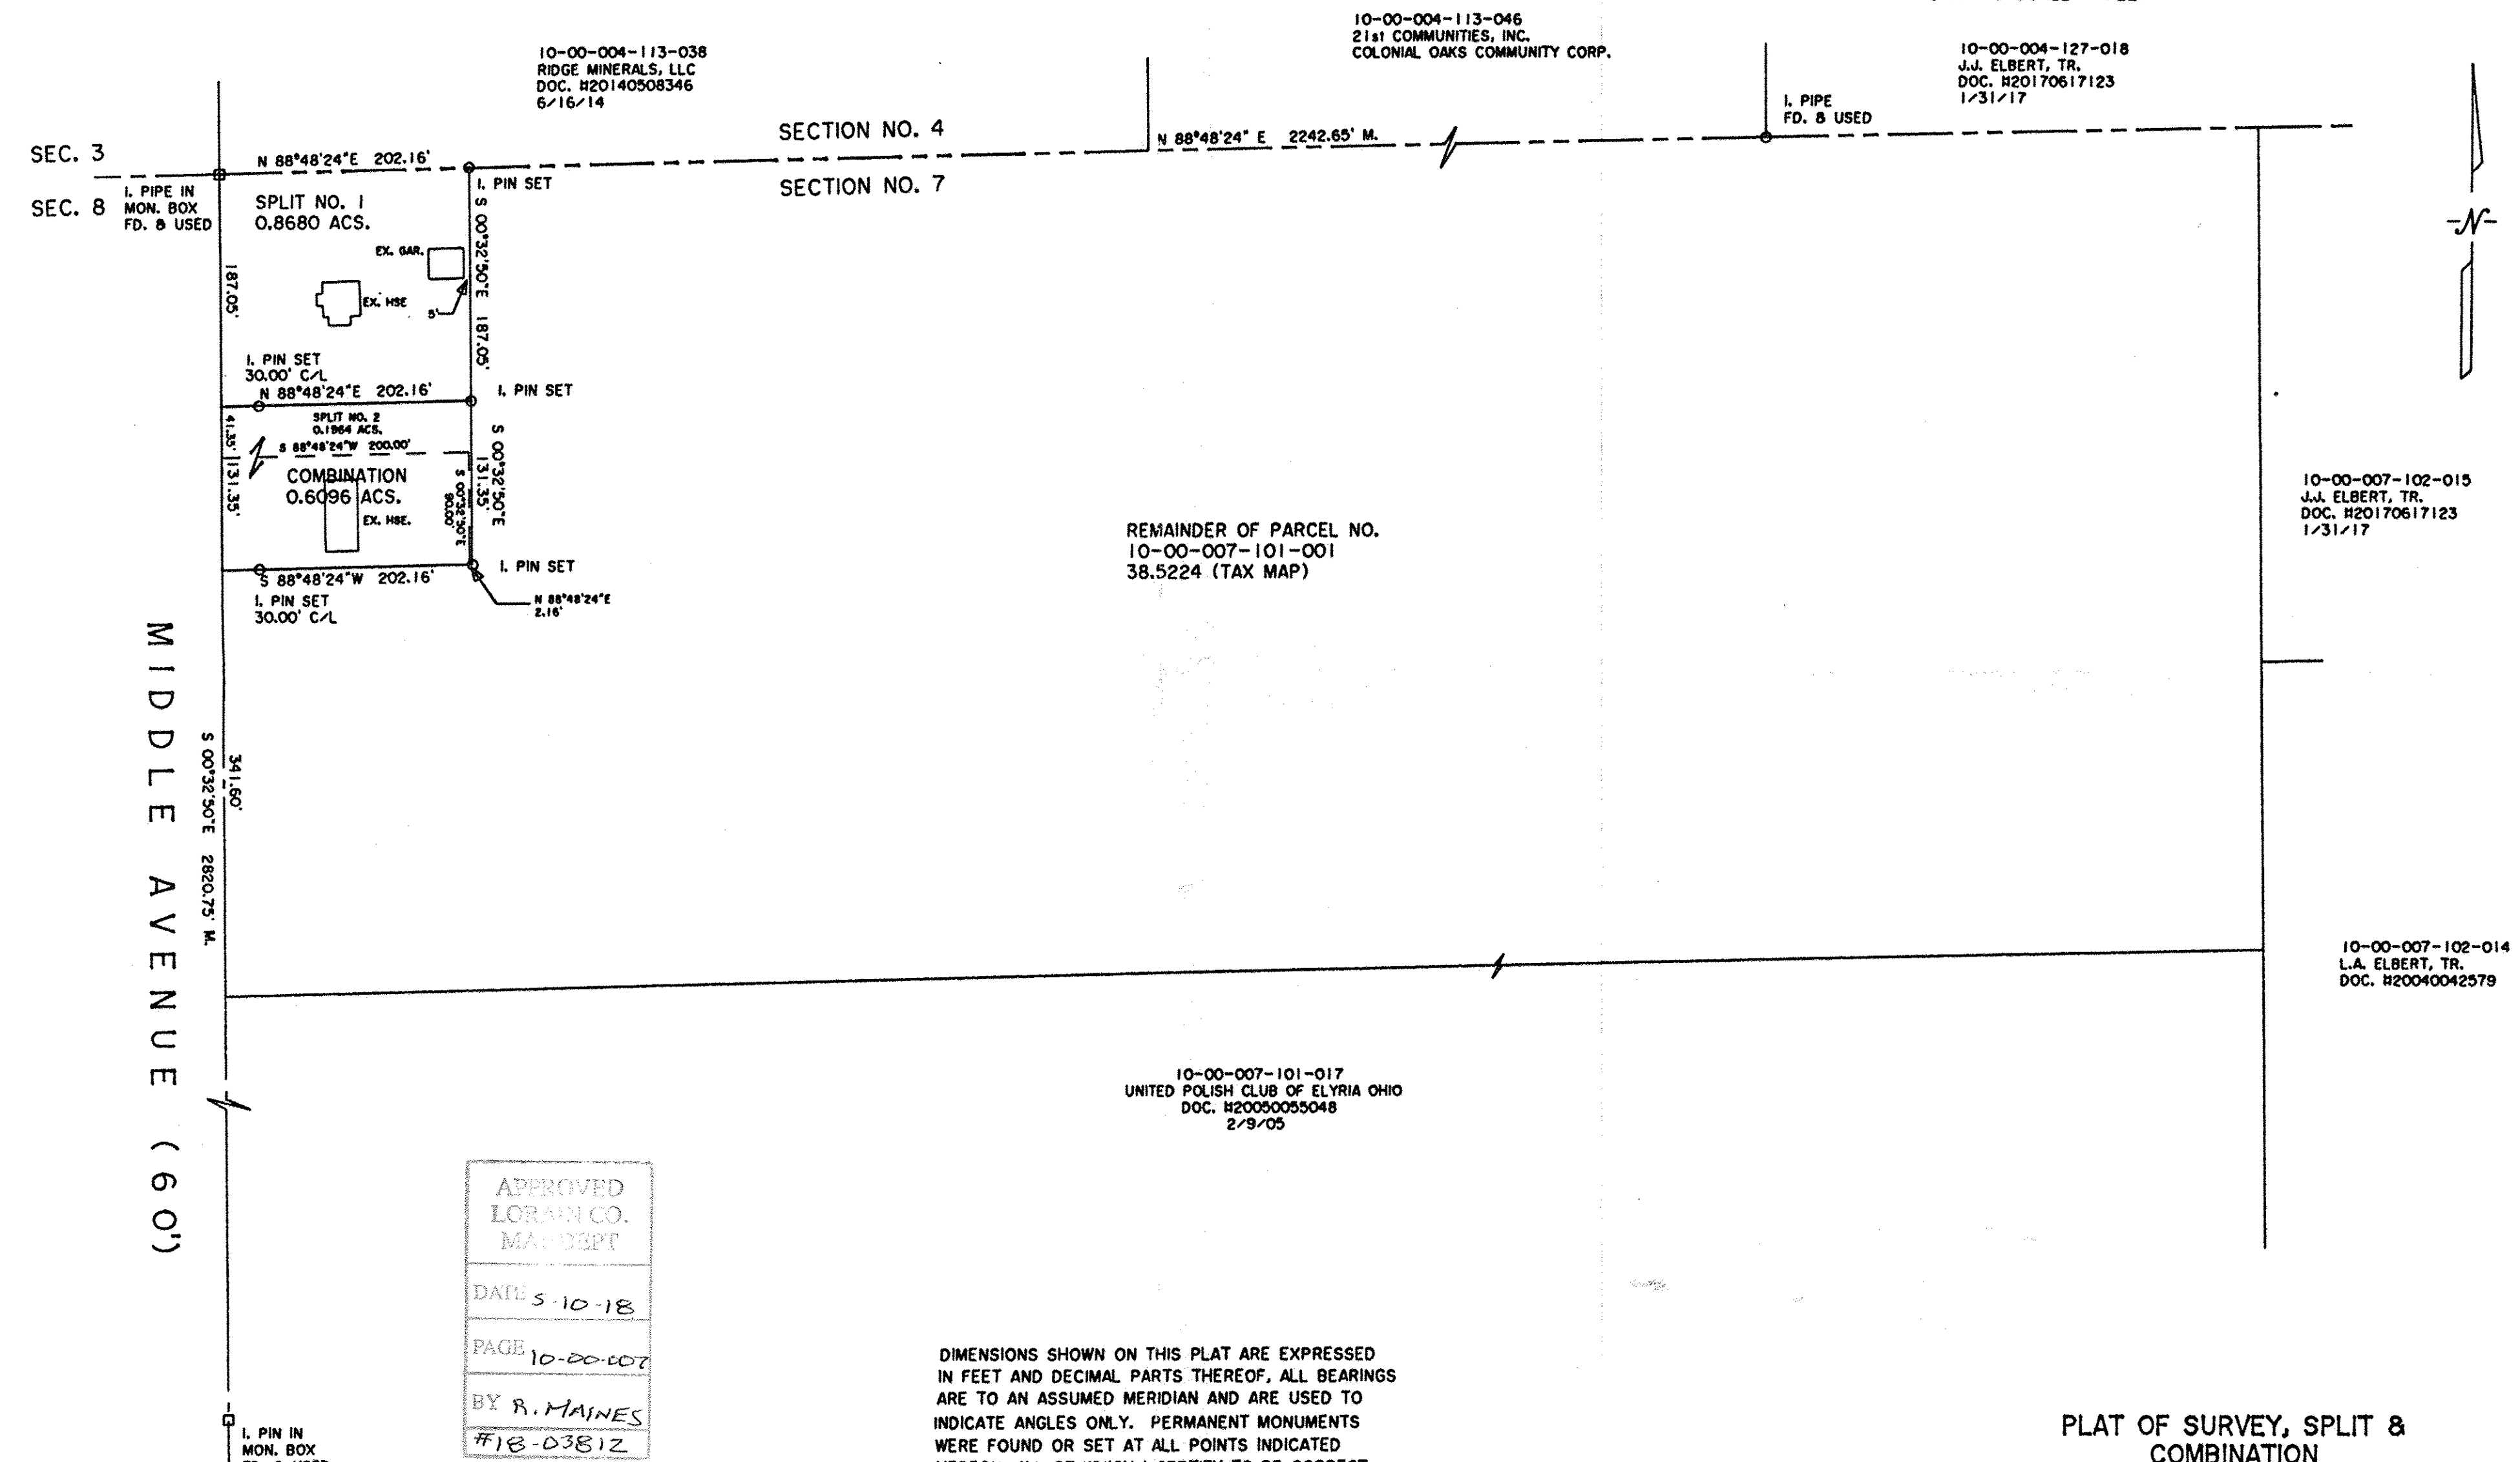 10-00-004-113-046
21st COMMUNITIES, INC.
COLONIAL OAKS COMMUNITY CORP.
10-00-004-113-038
RIDGE MINERALS, LLC
DOC. #20140508346
6/16/14
10-00-004-127-018
J.J. ELBERT, TR.
DOC. #20170617123
1/31/17
I. PIPE
FD. & USED
SECTION NO. 4
N 88°48'24" E 2242.65' M.
SEC. 3
N 88°48'24"E 202.16'
SECTION NO. 7
I. PIN SET
SEC. 8
I. PIPE IN
MON. BOX
FD. & USED
SPLIT NO. 1
0.8680 ACS.
-N-
S 00°32'50"E 187.05'
EX. GAR.
187.05'
EX. HSE
5'
I. PIN SET
30.00' C/L
N 88°48'24"E 202.16'
I. PIN SET
SPLIT NO. 2
0.1964 ACS.
41.35'
S 88°48'24"W 200.00'
S 00°32'50"E
131.35'
COMBINATION
0.6096 ACS.
131.35'
S 00°32'50"E
90.00'
EX. HSE.
10-00-007-102-015
J.J. ELBERT, TR.
DOC. #20170617123
1/31/17
REMAINDER OF PARCEL NO.
10-00-007-101-001
38.5224 (TAX MAP)
I. PIN SET
S 88°48'24"W 202.16'
I. PIN SET
30.00' C/L
N 88°48'24"E
2.16'
MIDDLE AVENUE (60')
341.60'
S 00°32'50"E 2820.75' M.
10-00-007-102-014
L.A. ELBERT, TR.
DOC. #20040042579
10-00-007-101-017
UNITED POLISH CLUB OF ELYRIA OHIO
DOC. #20050055048
2/9/05
APPROVED
LORAIN CO.
MAP DEPT
DATE 5-10-18
PAGE 10-00-007
BY R. MAINES
#18-03812
DIMENSIONS SHOWN ON THIS PLAT ARE EXPRESSED
IN FEET AND DECIMAL PARTS THEREOF, ALL BEARINGS
ARE TO AN ASSUMED MERIDIAN AND ARE USED TO
INDICATE ANGLES ONLY. PERMANENT MONUMENTS
WERE FOUND OR SET AT ALL POINTS INDICATED
I. PIN IN
MON. BOX
PLAT OF SURVEY, SPLIT &
COMBINATION